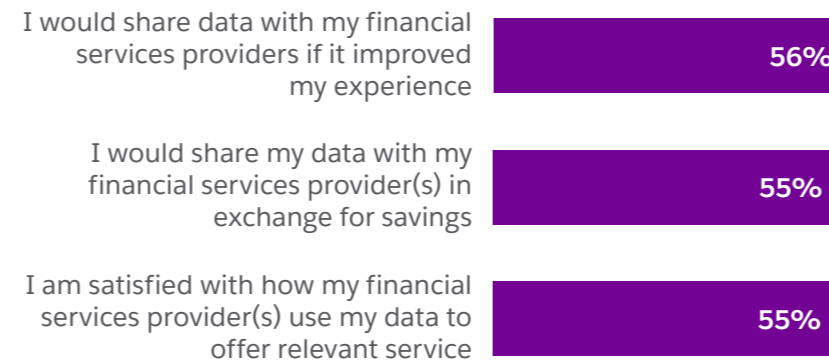 I would share data with my financial
services providers if it improved
my experience
56%
I would share my data with my
financial services provider(s) in
exchange for savings
55%
I am satisfied with how my financial
services provider(s) use my data to
offer relevant service
55%